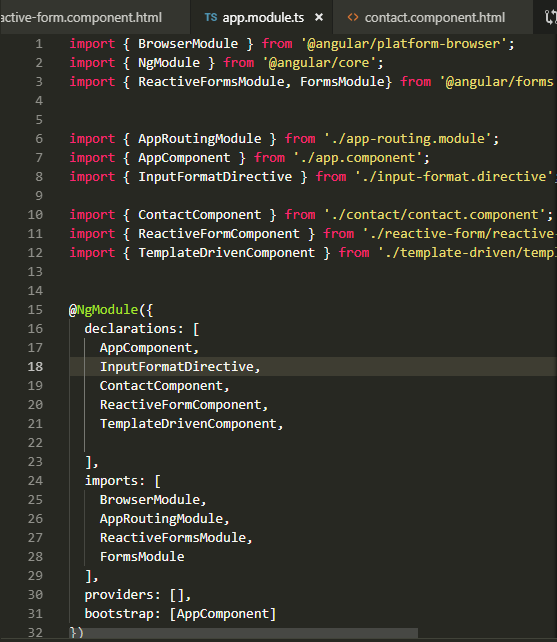 active-form.component.html TS app.module.ts × <> contact.component.html
1 import { BrowserModule } from '@angular/platform-browser';
2 import { NgModule } from '@angular/core';
3 import { ReactiveFormsModule, FormsModule} from '@angular/forms
4
5
6 import { AppRoutingModule } from './app-routing.module';
7 import { AppComponent } from './app.component';
8 import { InputFormatDirective } from './input-format.directive'
9
10 import { ContactComponent } from './contact/contact.component';
11 import { ReactiveFormComponent } from './reactive-form/reactive-
12 import { TemplateDrivenComponent } from './template-driven/temp
13
14
15 @NgModule({
16 declarations: [
17 AppComponent,
18 InputFormatDirective,
19 ContactComponent,
20 ReactiveFormComponent,
21 TemplateDrivenComponent,
22
23 ],
24 imports: [
25 BrowserModule,
26 AppRoutingModule,
27 ReactiveFormsModule,
28 FormsModule
29 ],
30 providers: [],
31 bootstrap: [AppComponent]
32 })